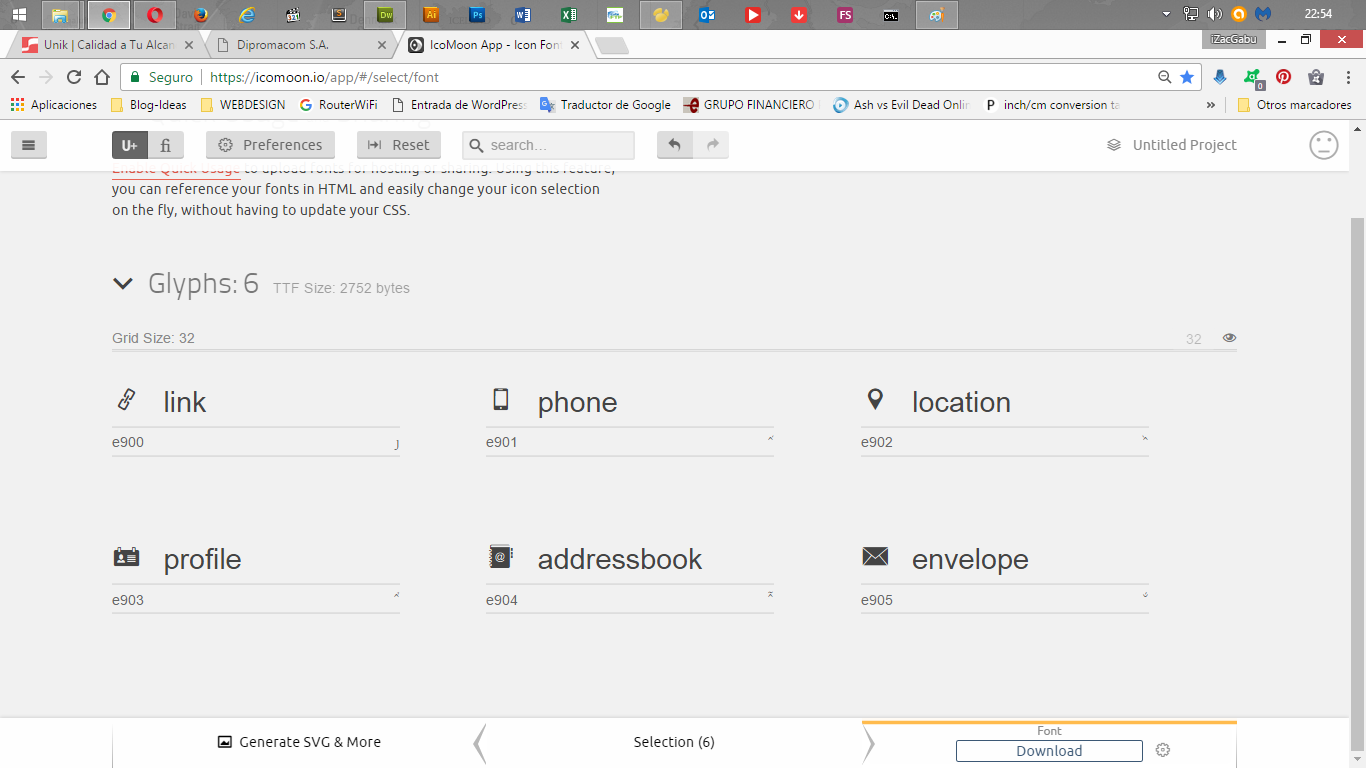 22:54
Unik | Calidad a Tu Alcan
Dipromacom S.A.
IcoMoon App - Icon Fon
iZacGabu
Seguro
https://icomoon.io/app/#/select/font
Aplicaciones
Blog-Ideas
WEBDESIGN
RouterWiFi
Entrada de WordPress
Traductor de Google
GRUPO FINANCIERO
Ash vs Evil Dead Onlin
inch/cm conversion ta
»
Otros marcadores
U+
fi
Preferences
Reset
search...
Untitled Project
Enable Quick Usage to upload fonts for hosting or sharing. Using this feature,
you can reference your fonts in HTML and easily change your icon selection
on the fly, without having to update your CSS.
Glyphs: 6
TTF Size: 2752 bytes
Grid Size: 32
32
link
phone
location
e900
e901
e902
profile
addressbook
envelope
e903
e904
e905
Generate SVG & More
Selection (6)
Font
Download